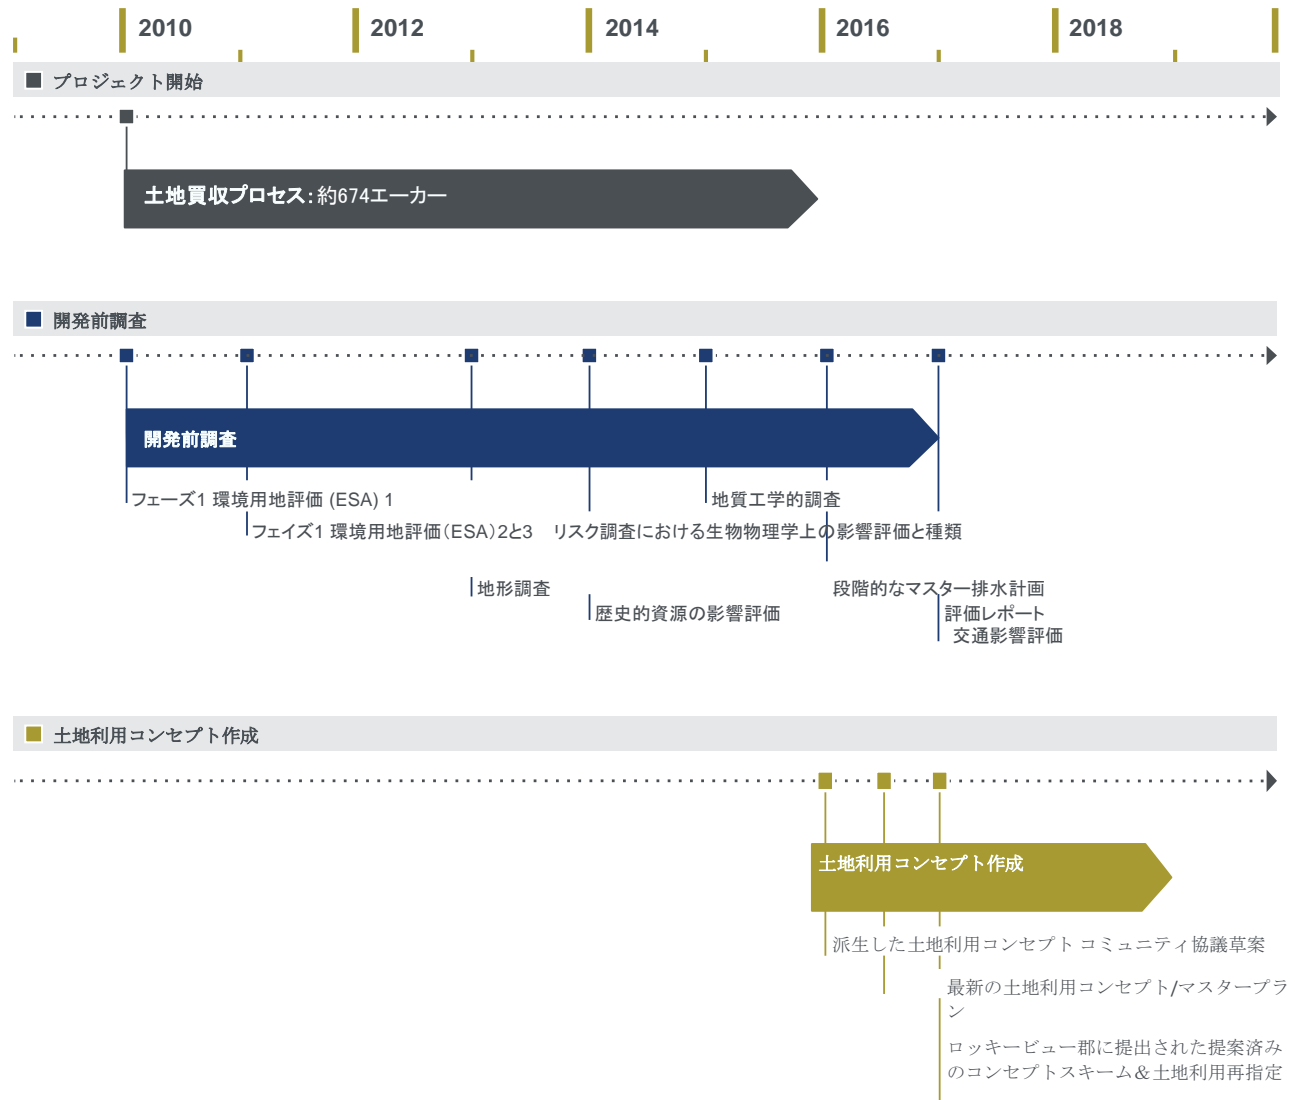 2010 2012 2014 2016 2018
プロジェクト開始
土地買収プロセス：約674エーカー
開発前調査
開発前調査
フェーズ1 環境用地評価 (ESA) 1
地質工学的調査
フェイズ1 環境用地評価（ESA）2と3
リスク調査における生物物理学上の影響評価と種類
地形調査
段階的なマスター排水計画
歴史的資源の影響評価
評価レポート
交通影響評価
土地利用コンセプト作成
土地利用コンセプト作成
派生した土地利用コンセプト コミュニティ協議草案
最新の土地利用コンセプト/マスタープラ
ン
ロッキービュー郡に提出された提案済み
のコンセプトスキーム＆土地利用再指定